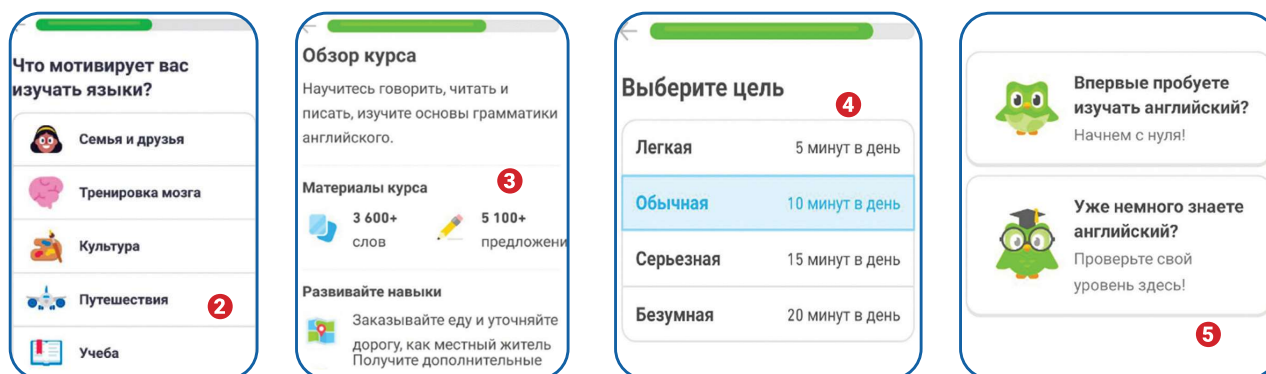 Что мотивирует вас
изучать языки?
Семья и друзья
Тренировка мозга
Культура
Путешествия
2
Учеба
Обзор курса
Научитесь говорить, читать и
писать, изучите основы грамматики
английского.
Материалы курса
3
3 600+
слов
5 100+
предложени
Развивайте навыки
Заказывайте еду и уточняйте
дорогу, как местный житель
Получите дополнительные
Выберите цель
4
Легкая 5 минут в день
Обычная 10 минут в день
Серьезная 15 минут в день
Безумная 20 минут в день
Впервые пробуете
изучать английский?
Начнем с нуля!
Уже немного знаете
английский?
Проверьте свой
уровень здесь!
5